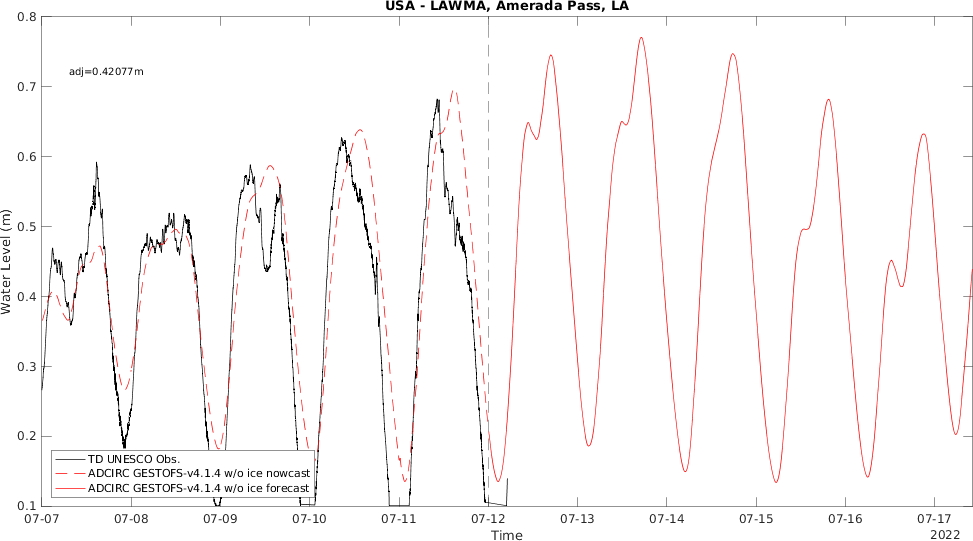 USA - LAWMA, Amerada Pass, LA
0.8
adj=0.42077m
0.7
0.6
0.5
Water Level (m)
0.4
0.3
0.2
TD UNESCO Obs.
ADCIRC GESTOFS-v4.1.4 w/o ice nowcast
ADCIRC GESTOFS-v4.1.4 w/o ice forecast
0.1
07-07 07-08 07-09 07-10 07-11 07-12 07-13 07-14 07-15 07-16 07-17
Time
2022